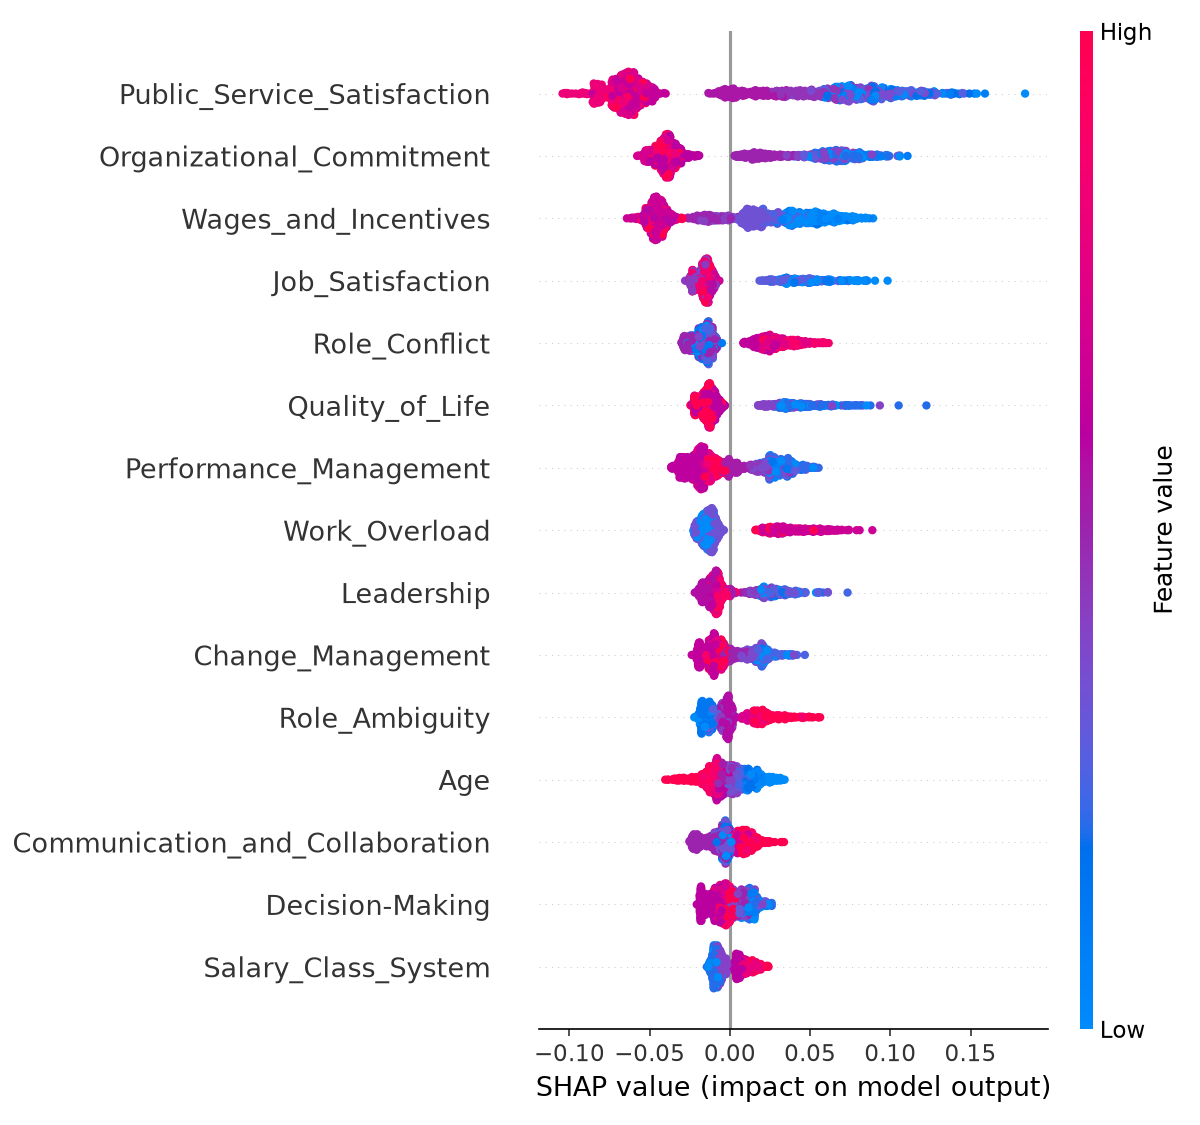 High
Public_Service_Satisfaction
Organizational_Commitment
Wages_and_Incentives
Job_Satisfaction
Role_Conflict
Quality_of_Life
Performance_Management
Work_Overload
Leadership
Change_Management
Role_Ambiguity
Age
Communication_and_Collaboration
Decision-Making
Salary_Class_System
Feature value
Low
−0.10 −0.05 0.00 0.05 0.10 0.15
SHAP value (impact on model output)